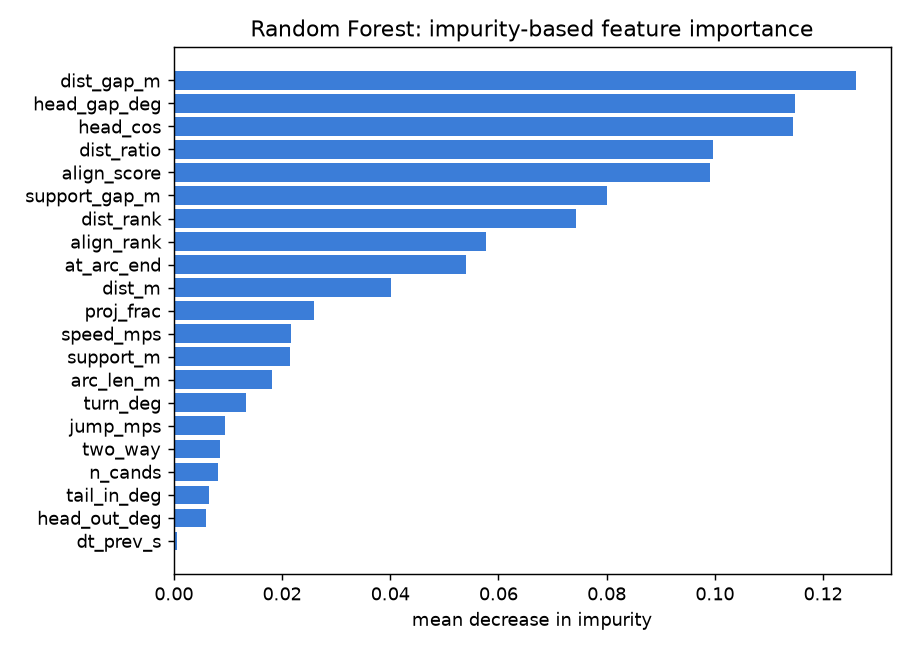 Random Forest: impurity-based feature importance
dist_gap_m
head_gap_deg
head_cos
dist_ratio
align_score
support_gap_m
dist_rank
align_rank
at_arc_end
dist_m
proj_frac
speed_mps
support_m
arc_len_m
turn_deg
jump_mps
two_way
n_cands
tail_in_deg
head_out_deg
dt_prev_s
0.00 0.02 0.04 0.06 0.08 0.10 0.12
mean decrease in impurity